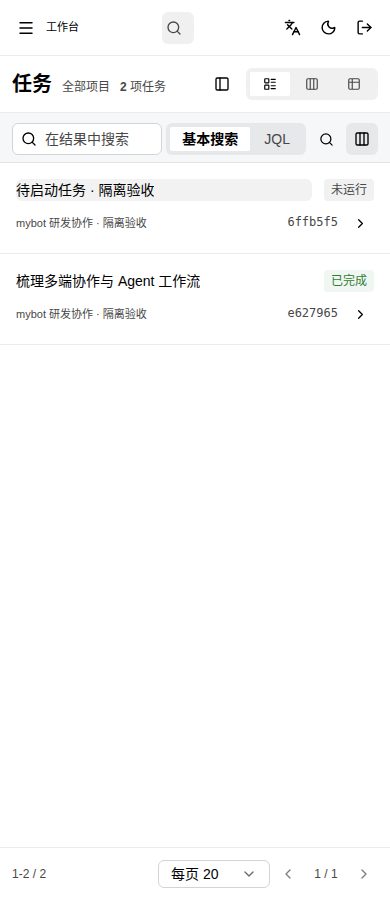 工作台
任务 全部项目 2 项任务
在结果中搜索 基本搜索 JQL
待启动任务 · 隔离验收 未运行
mybot 研发协作 · 隔离验收 6ffb5f5
梳理多端协作与 Agent 工作流 已完成
mybot 研发协作 · 隔离验收 e627965
1-2 / 2 每页 20 1 / 1